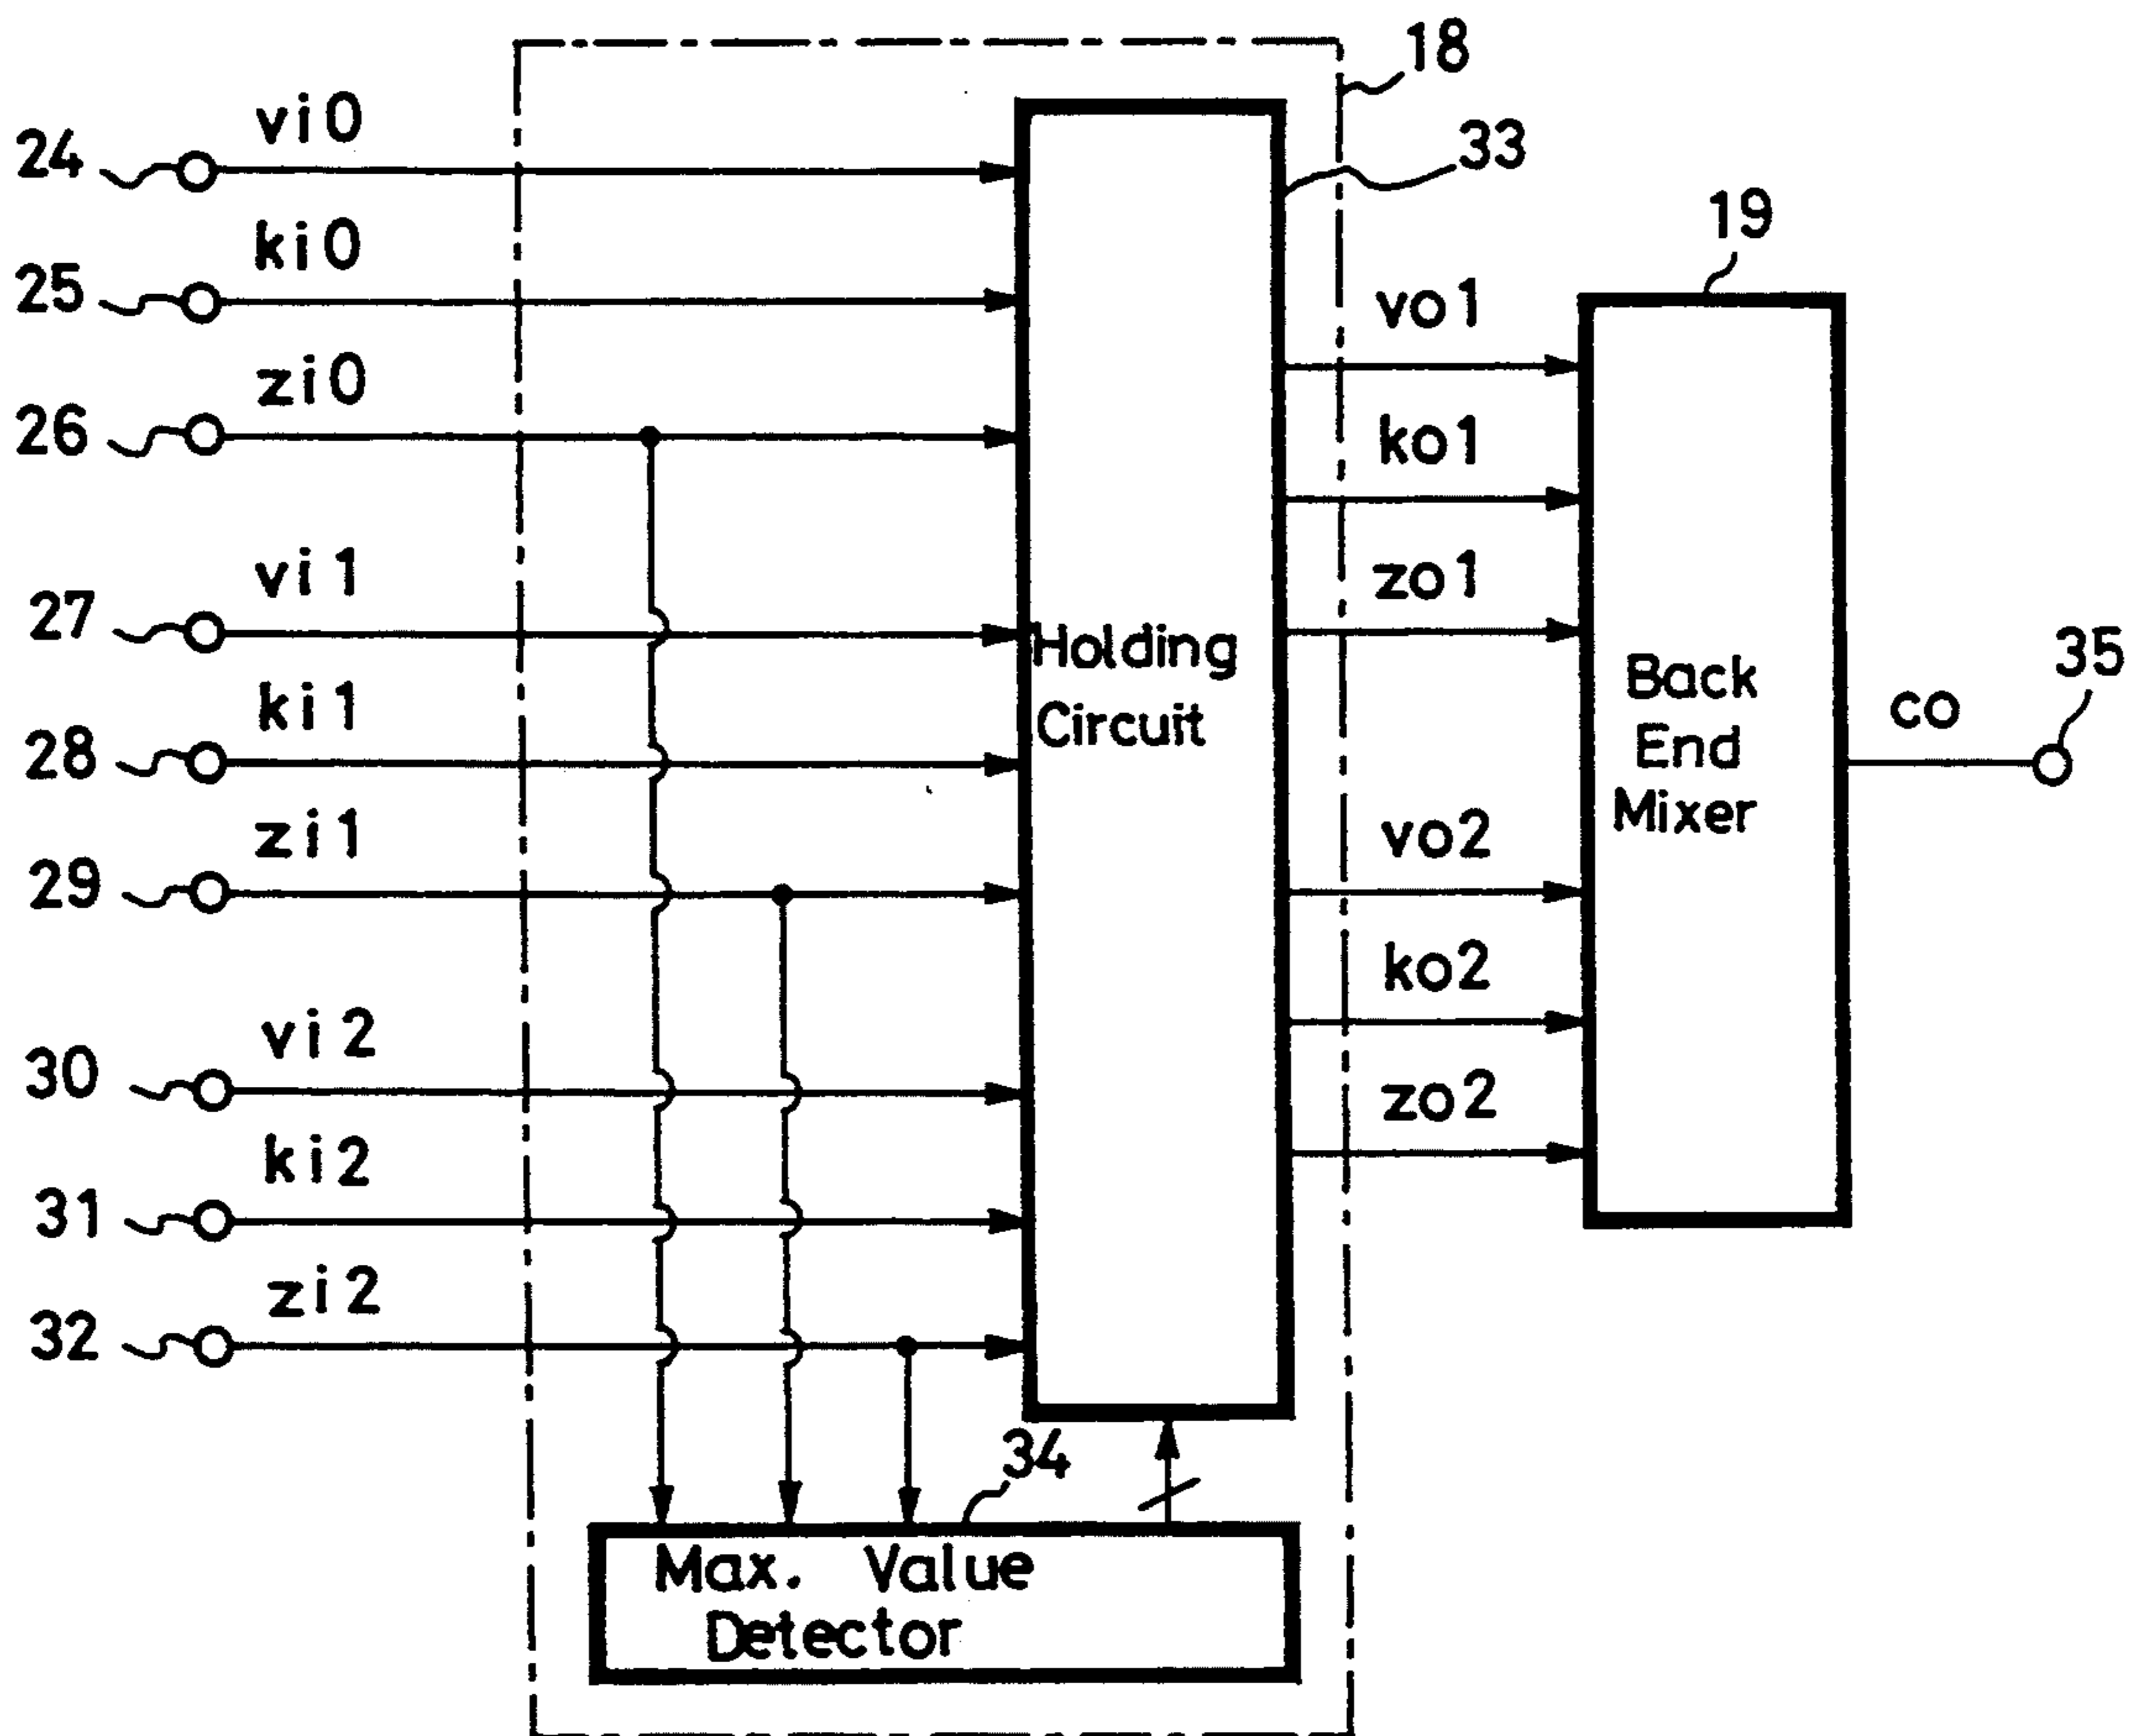 18
vi0
24
33
ki0
25
19
vo1
zi0
26
ko1
vi1
zo1
27
Holding
Circuit
35
Back
End
Mixer
co
ki1
28
zi1
29
vo2
ko2
vi2
30
zo2
ki2
31
zi2
32
34
Max. Value
Detector